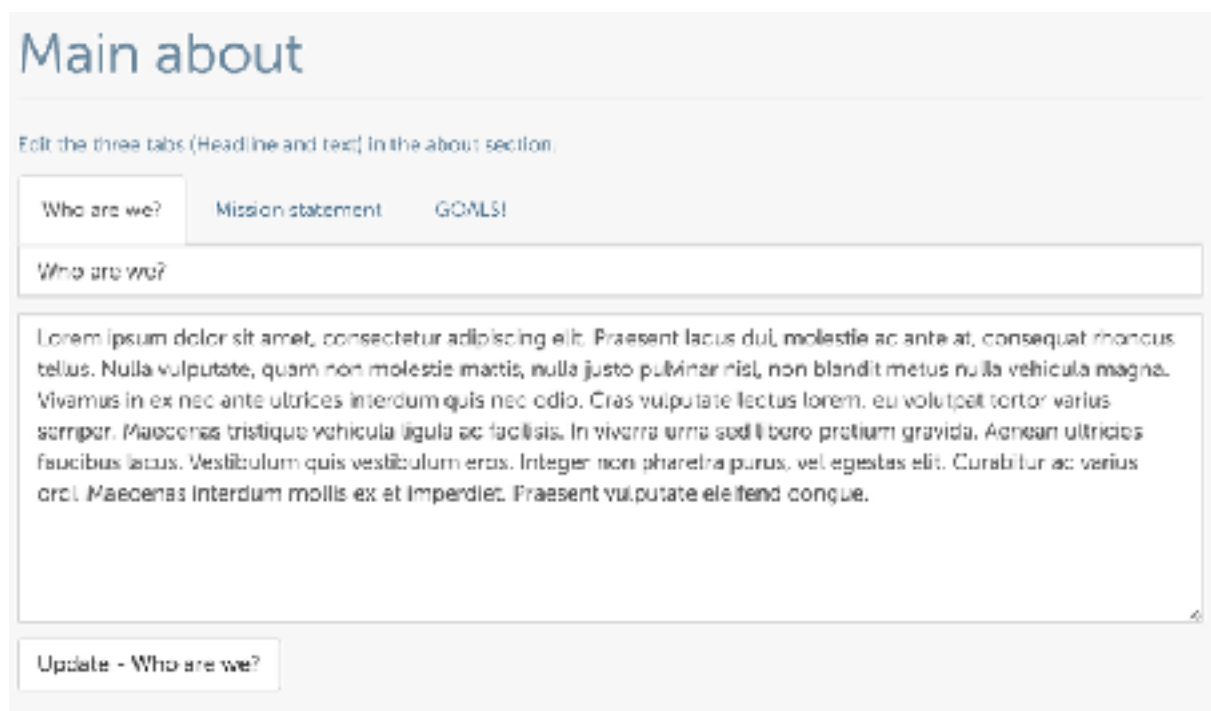 Main about
Edit the three tabs (Headline and text) in the about section.
Who are we? Mission statement GOALS!
Who are we?
Lorem ipsum dolor sit amet, consectetur adipiscing elit. Praesent lacus dui, molestie ac ante at, consequat rhoncus
tellus. Nulla vulputate, quam non molestie mattis, nulla justo pulvinar nisl, non blandit metus nulla vehicula magna.
Vivamus in ex nec ante ultrices interdum quis nec odio. Cras vulputate lectus lorem, eu volutpat tortor varius
semper. Maecenas tristique vehicula ligula ac facilisis. In viverra urna sed libero pretium gravida. Aenean ultricies
faucibus lacus. Vestibulum quis vestibulum eros. Integer non pharetra purus, vel egestas elit. Curabitur ac varius
orci. Maecenas interdum mollis ex et imperdiet. Praesent vulputate eleifend congue.
Update - Who are we?